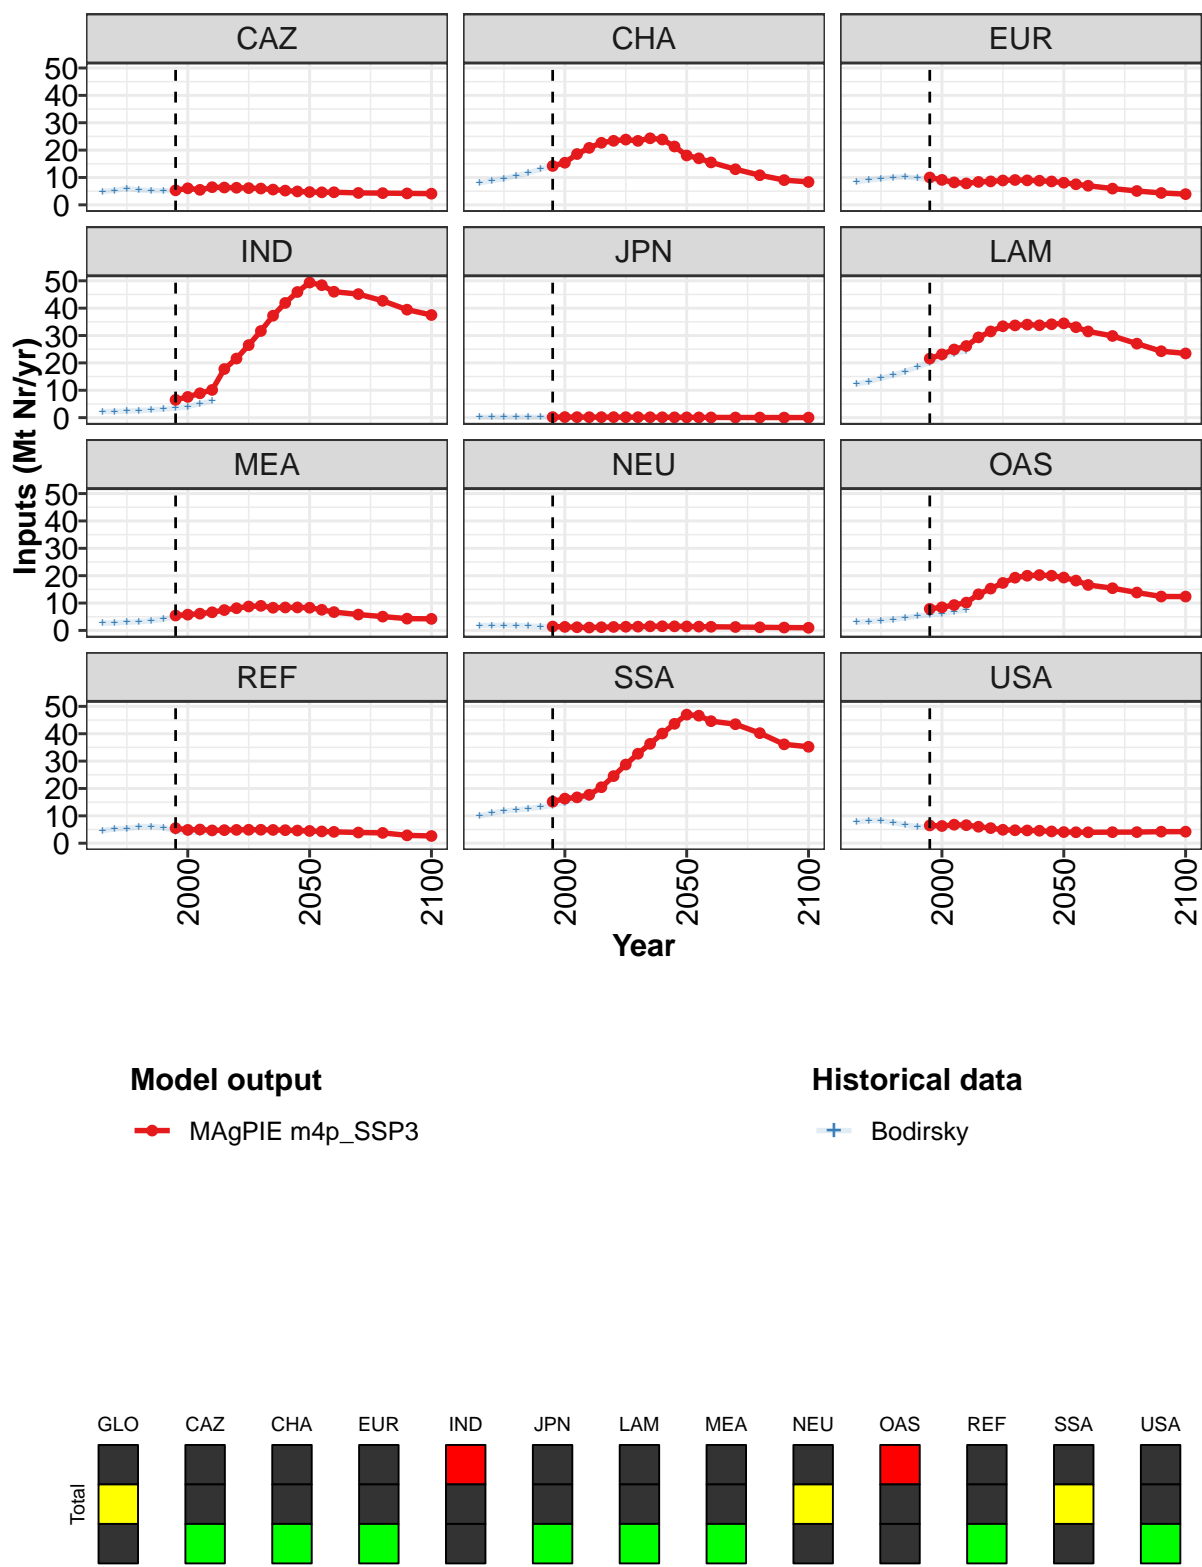 CAZ CHA EUR
50
40
30
20
10
0
IND JPN LAM
50
40
30
20
10
0
MEA NEU OAS
50
40
30
20
10
0
REF SSA USA
50
40
30
20
10
0
Inputs (Mt Nr/yr)
2000 2050 2100 2000 2050 2100 2000 2050 2100
Year
Model output
MAgPIE m4p_SSP3
Historical data
Bodirsky
GLO CAZ CHA EUR IND JPN LAM MEA NEU OAS REF SSA USA
Total